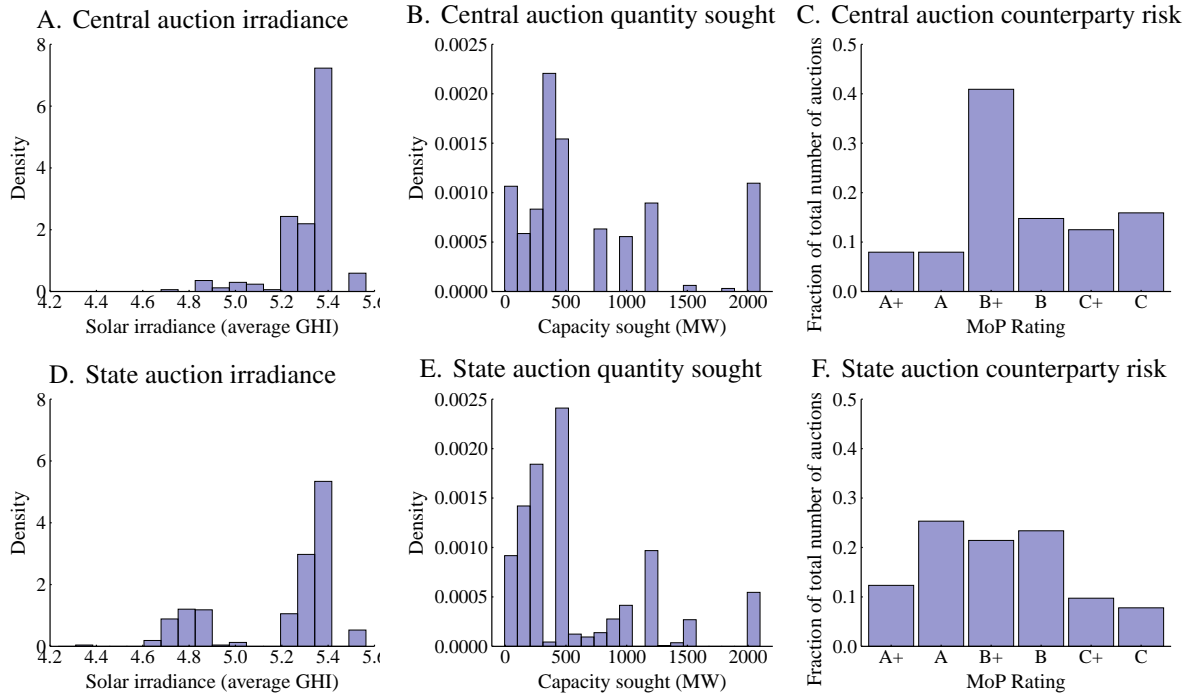 A. Central auction irradiance
8
6
4
2
0
Density
4.2 4.4 4.6 4.8 5.0 5.2 5.4 5.6
Solar irradiance (average GHI)
B. Central auction quantity sought
0.0025
0.0020
0.0015
0.0010
0.0005
0.0000
Density
0 500 1000 1500 2000
Capacity sought (MW)
C. Central auction counterparty risk
0.5
0.4
0.3
0.2
0.1
0.0
Fraction of total number of auctions
A+ A B+ B C+ C
MoP Rating
D. State auction irradiance
8
6
4
2
0
Density
4.2 4.4 4.6 4.8 5.0 5.2 5.4 5.6
Solar irradiance (average GHI)
E. State auction quantity sought
0.0025
0.0020
0.0015
0.0010
0.0005
0.0000
Density
0 500 1000 1500 2000
Capacity sought (MW)
F. State auction counterparty risk
0.5
0.4
0.3
0.2
0.1
0.0
Fraction of total number of auctions
A+ A B+ B C+ C
MoP Rating